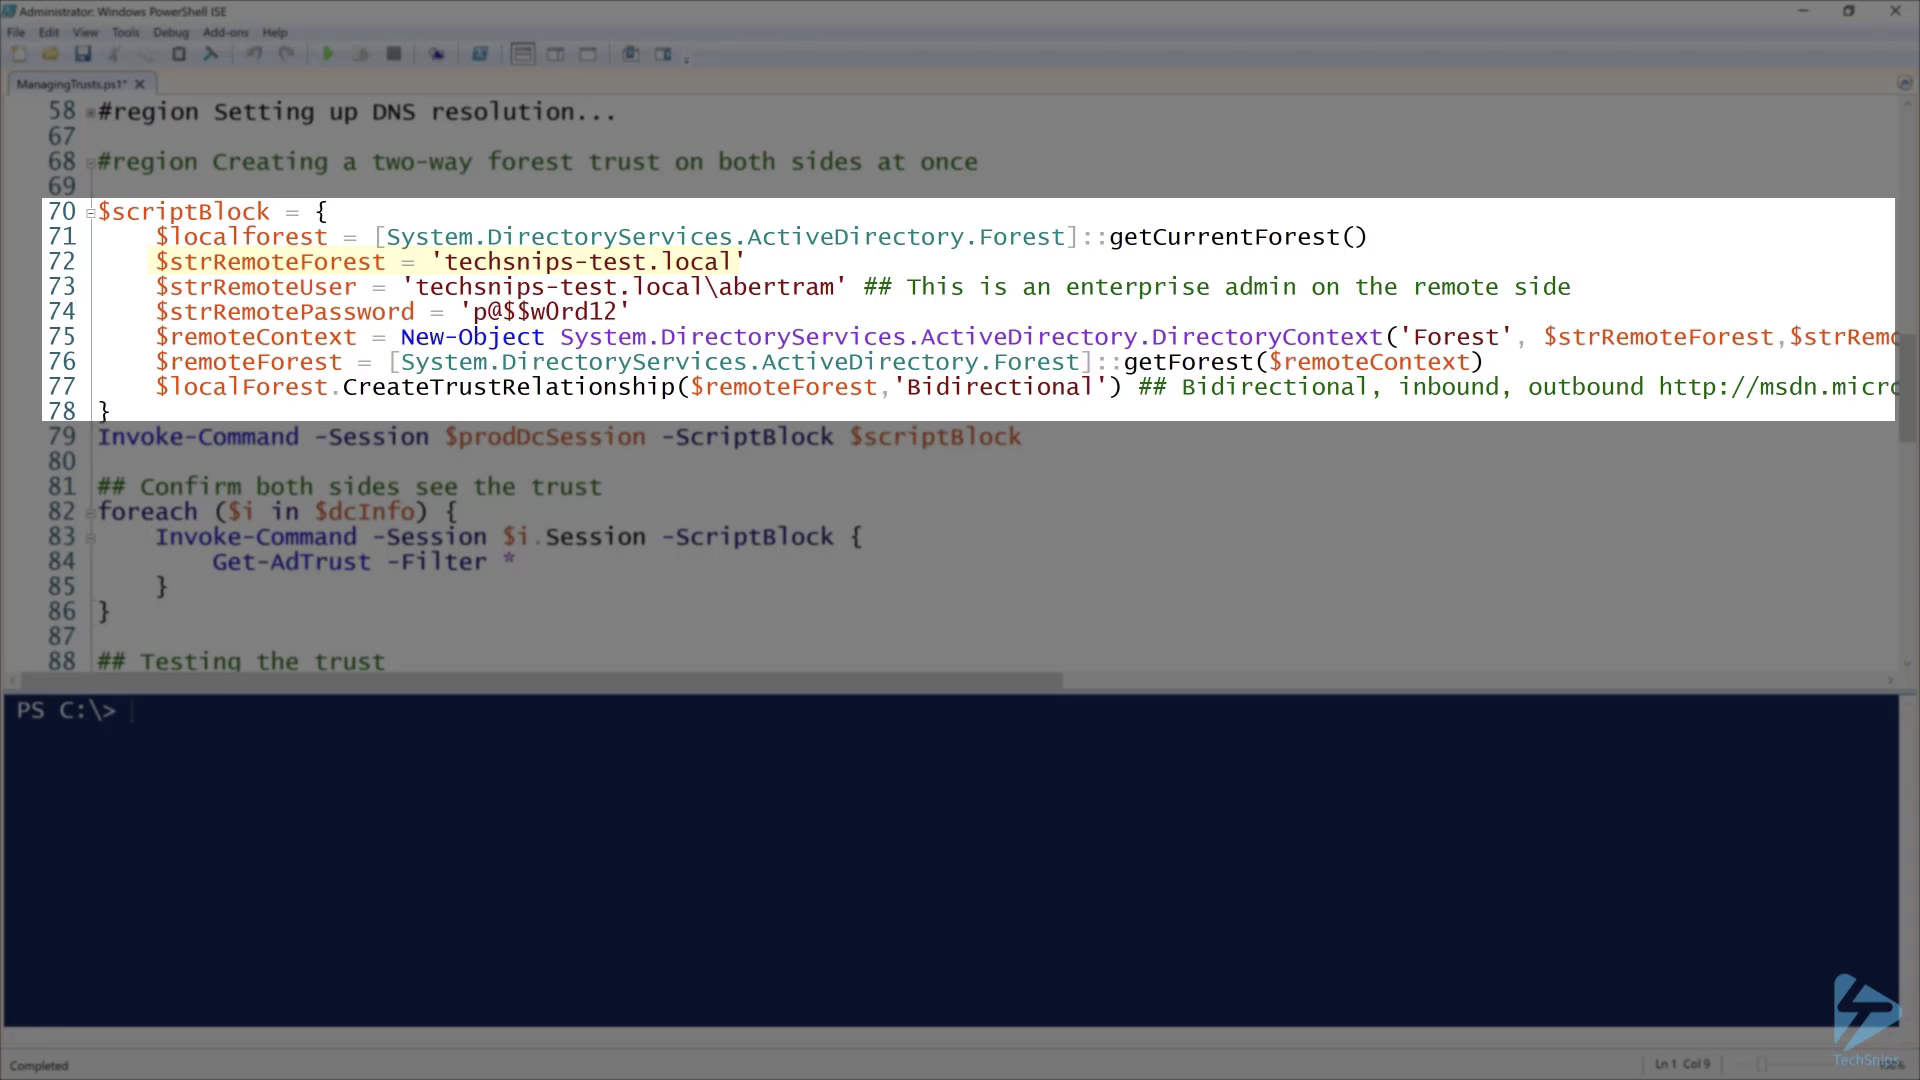 Administrator: Windows PowerShell ISE
File Edit View Tools Debug Add-ons Help
ManagingTrusts.ps1*
58 #region Setting up DNS resolution...
67
68 #region Creating a two-way forest trust on both sides at once
69
70 $scriptBlock = {
71 $localforest = [System.DirectoryServices.ActiveDirectory.Forest]::getCurrentForest()
72 $strRemoteForest = 'techsnips-test.local'
73 $strRemoteUser = 'techsnips-test.local\abertram' ## This is an enterprise admin on the remote side
74 $strRemotePassword = 'p@$$w0rd12'
75 $remoteContext = New-Object System.DirectoryServices.ActiveDirectory.DirectoryContext('Forest', $strRemoteForest,$strRemo
76 $remoteForest = [System.DirectoryServices.ActiveDirectory.Forest]::getForest($remoteContext)
77 $localForest.CreateTrustRelationship($remoteForest,'Bidirectional') ## Bidirectional, inbound, outbound http://msdn.micro
78 }
79 Invoke-Command -Session $prodDcSession -ScriptBlock $scriptBlock
80
81 ## Confirm both sides see the trust
82 foreach ($i in $dcInfo) {
83 Invoke-Command -Session $i.Session -ScriptBlock {
84 Get-AdTrust -Filter *
85 }
86 }
87
88 ## Testing the trust
PS C:\>
Completed
Ln 1 Col 9
TechSnips